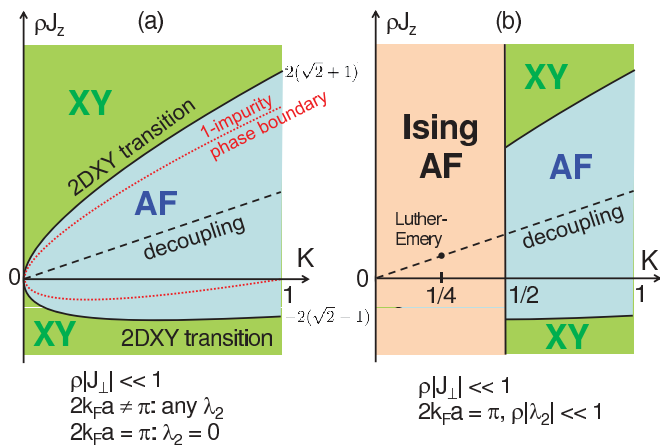 ρJz (a)
2(√2+1)
XY
2DXY transition
1-impurity
phase boundary
AF
decoupling
0
K
1
−2(√2−1)
XY
2DXY transition
ρ|J⊥| << 1
2kFa ≠ π: any λ2
2kFa = π: λ2 = 0
ρJz (b)
XY
Ising
AF
AF
Luther-
Emery
decoupling
0
K
1/4
1/2
1
XY
ρ|J⊥| << 1
2kFa = π, ρ|λ2| << 1